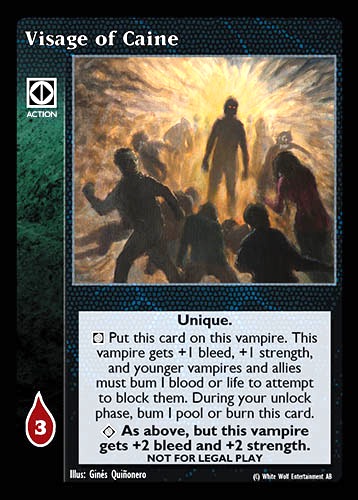 Visage of Caine
ACTION
Unique.
Put this card on this vampire. This
vampire gets +1 bleed, +1 strength,
and younger vampires and allies
must burn 1 blood or life to attempt
to block them. During your unlock
phase, burn 1 pool or burn this card.
As above, but this vampire
gets +2 bleed and +2 strength.
NOT FOR LEGAL PLAY
3
Illus: Ginés Quiñonero
(C) White Wolf Entertainment AB